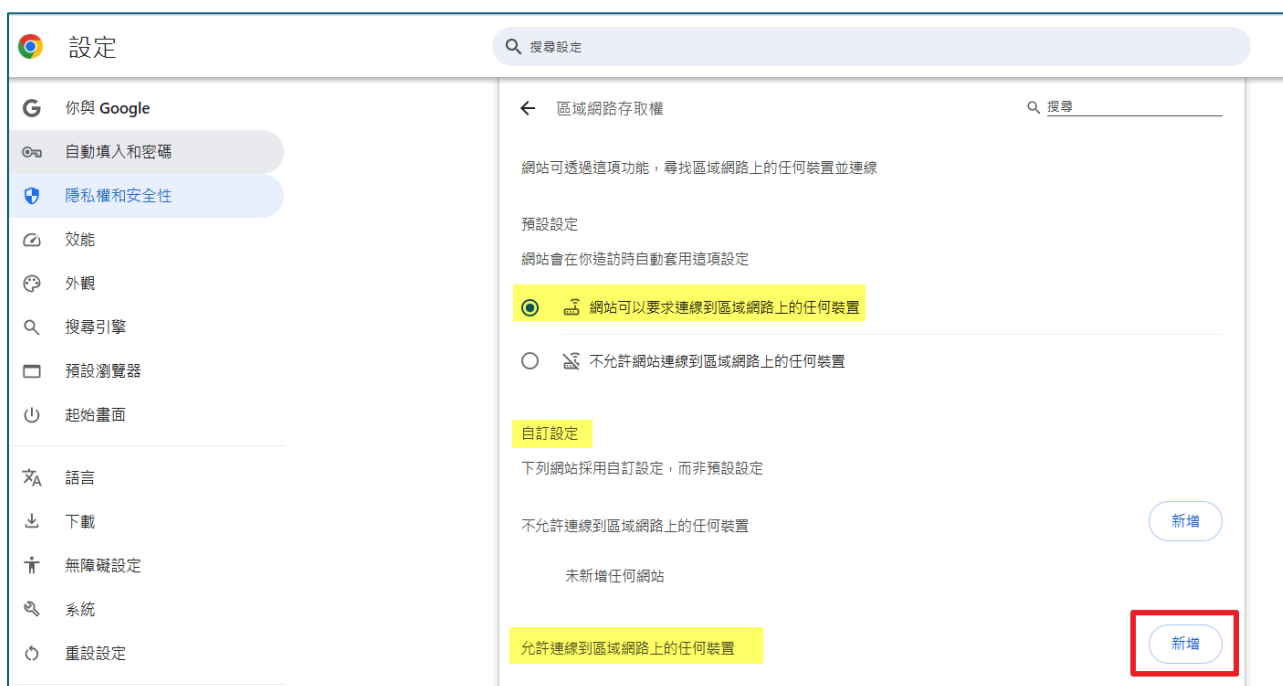 設定
搜尋設定
你與 Google
自動填入和密碼
隱私權和安全性
效能
外觀
搜尋引擎
預設瀏覽器
起始畫面
語言
下載
無障礙設定
系統
重設設定
區域網路存取權
搜尋
網站可透過這項功能，尋找區域網路上的任何裝置並連線
預設設定
網站會在你造訪時自動套用這項設定
網站可以要求連線到區域網路上的任何裝置
不允許網站連線到區域網路上的任何裝置
自訂設定
下列網站採用自訂設定，而非預設設定
不允許連線到區域網路上的任何裝置
新增
未新增任何網站
允許連線到區域網路上的任何裝置
新增